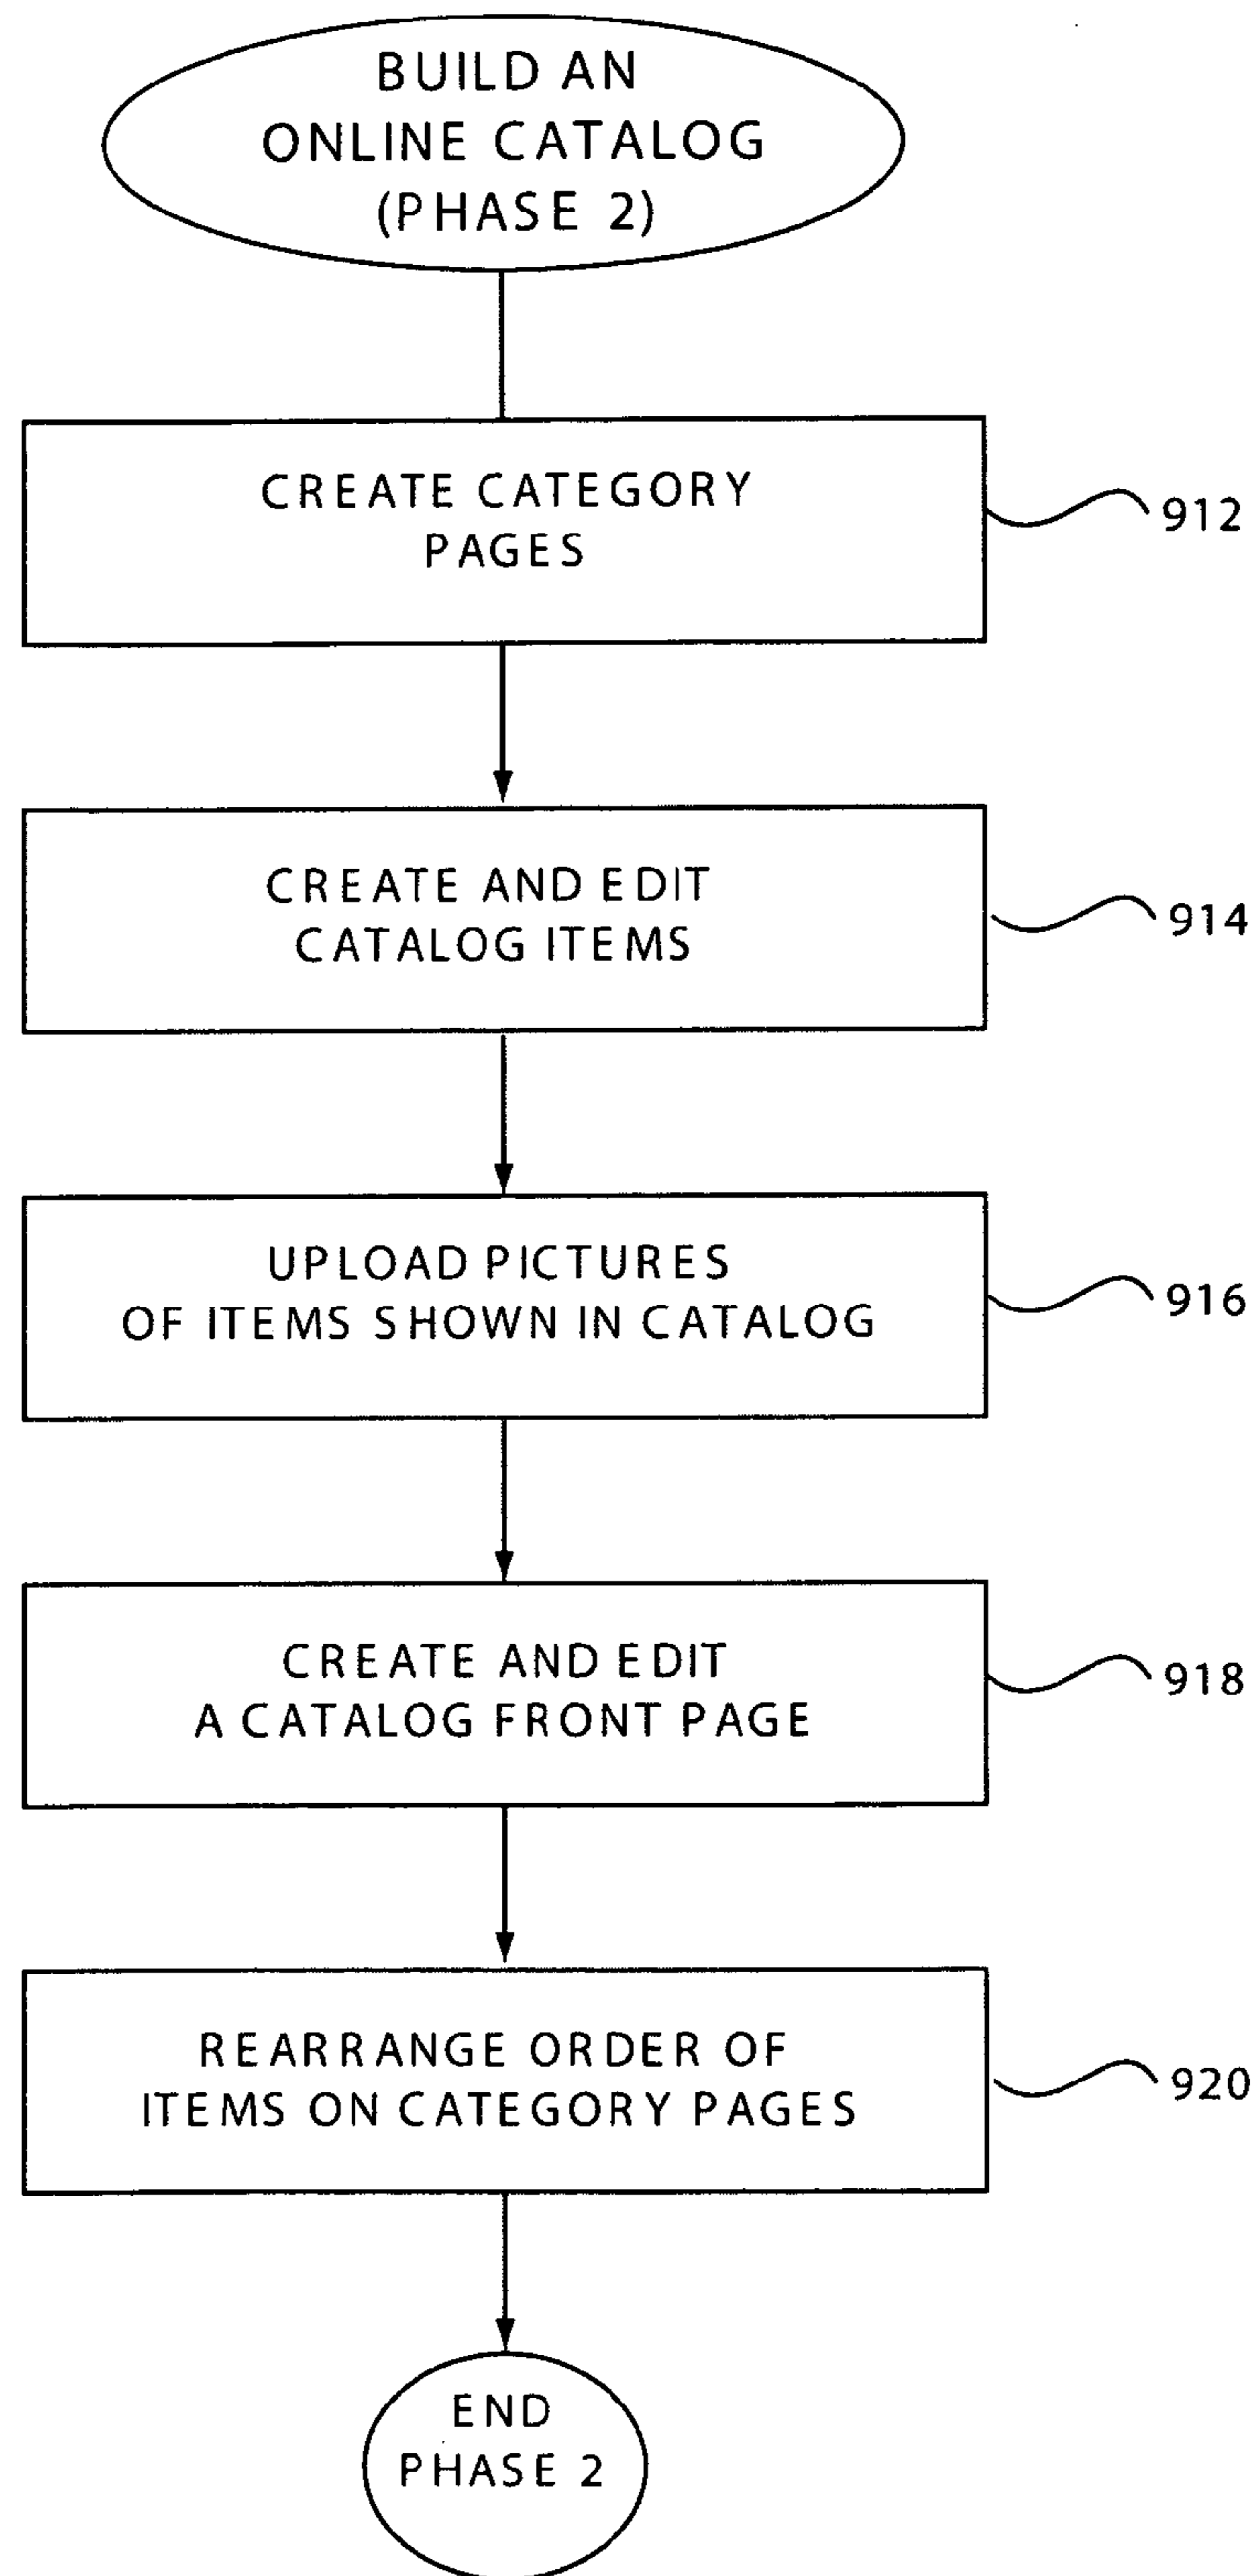 BUILD AN
ONLINE CATALOG
(PHASE 2)
CREATE CATEGORY
PAGES
912
CREATE AND EDIT
CATALOG ITEMS
914
UPLOAD PICTURES
OF ITEMS SHOWN IN CATALOG
916
CREATE AND EDIT
A CATALOG FRONT PAGE
918
REARRANGE ORDER OF
ITEMS ON CATEGORY PAGES
920
END
PHASE 2